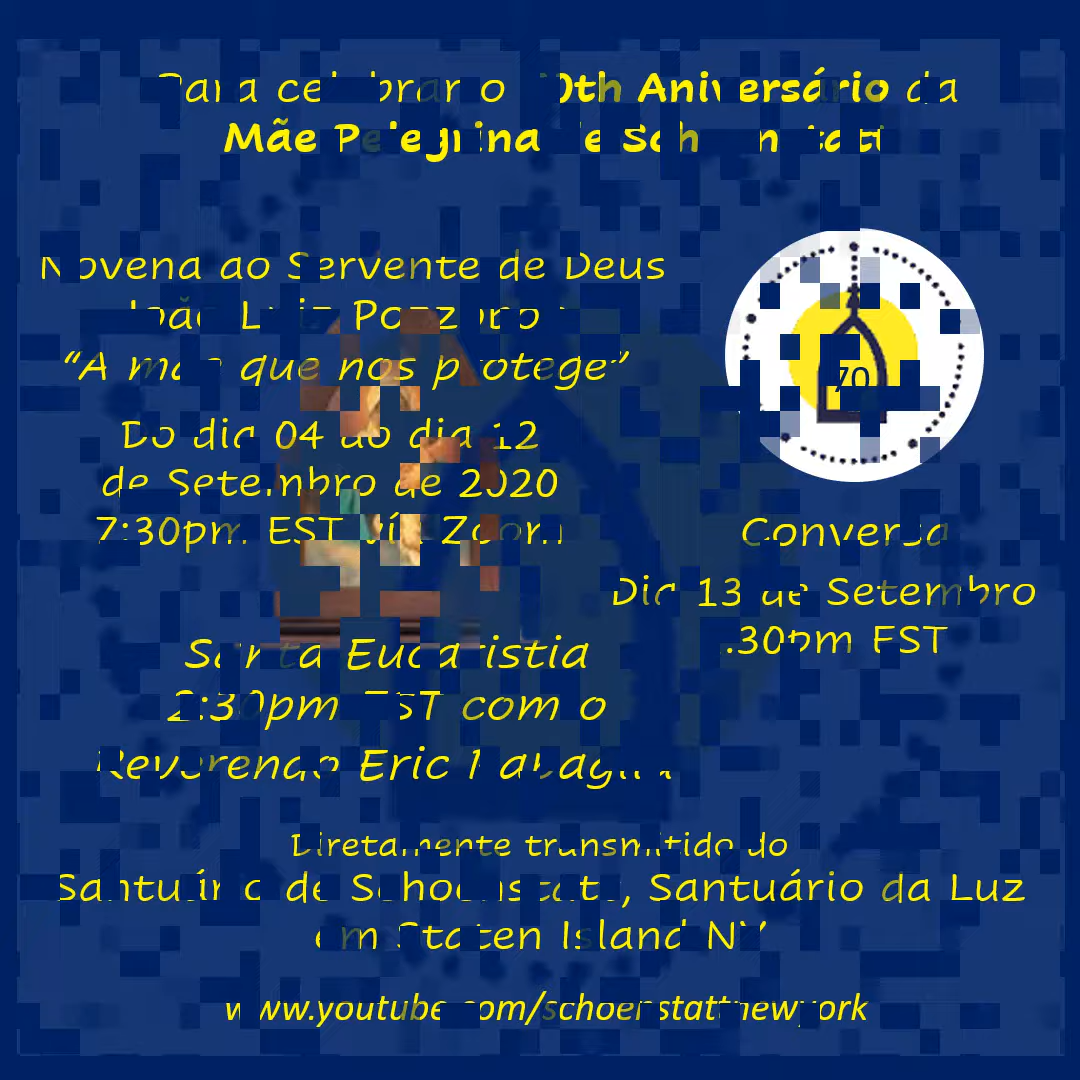 Para celebrar o 70th Aniversário da
Mãe Peregrina de Schoenstatt
Novena ao Servente de Deus
João Luiz Pozzobon
"A mãe que nos protege"
Do dia 04 ao dia 12
de Setembro de 2020
7:30pm EST Zoom
70
Conversa
Dia 13 de Setembro
EST
Santa Eucaristia
2:30pm EST com o
Reverendo Eric
Diretamente transmitido do
Santuário de Schoenstatt, Santuário da Luz
em Staten Island NY
www.youtube.com/schoenstattnewyork